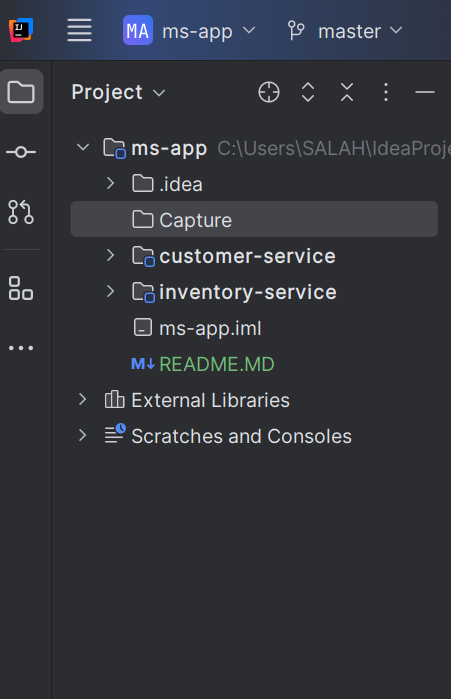 IJ MA ms-app master
Project
ms-app C:\Users\SALAH\IdeaProje
.idea
Capture
customer-service
inventory-service
ms-app.iml
M↓ README.MD
External Libraries
Scratches and Consoles